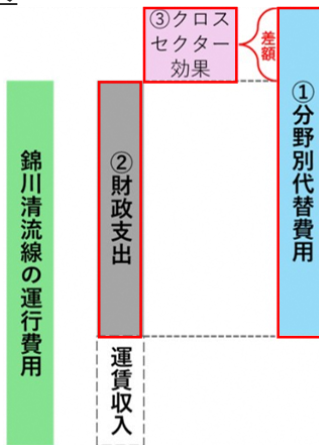 ③クロス
セクター
効果
差額
①分野別代替費用
②財政支出
錦川清流線の運行費用
運賃収入